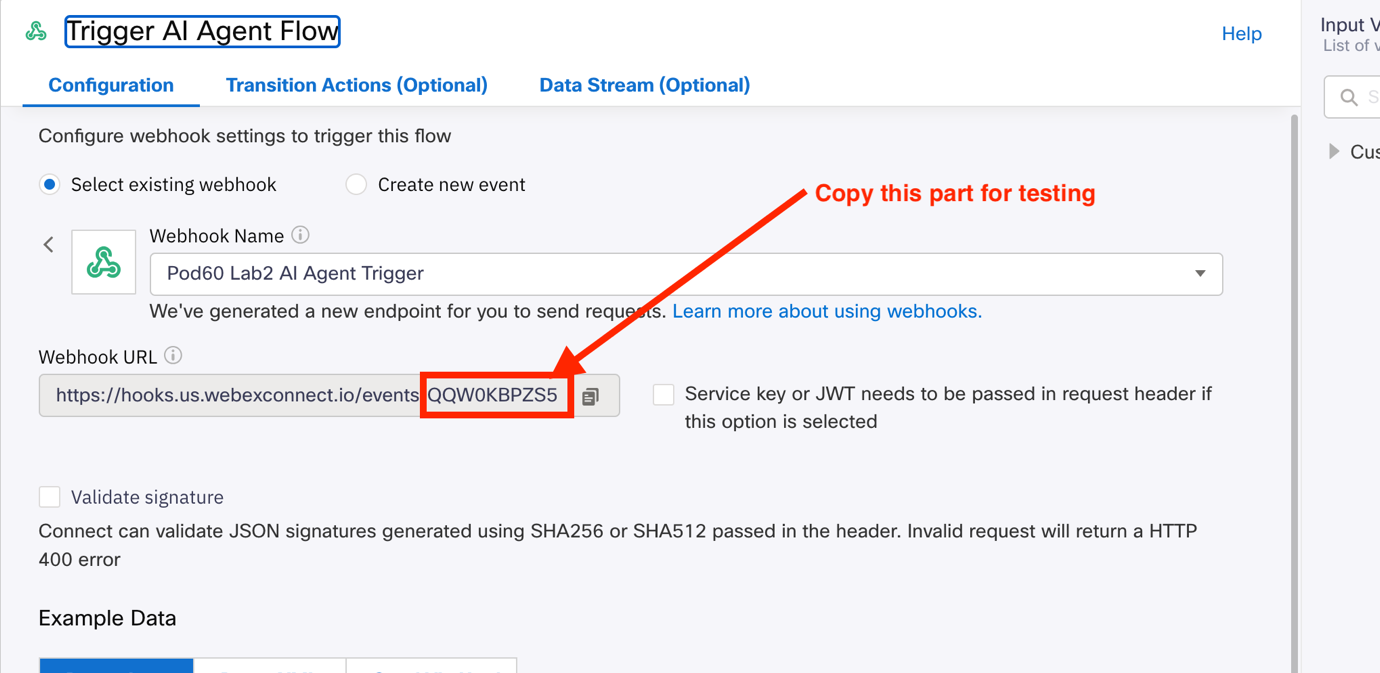 Trigger AI Agent Flow
Help
Input V
List of v
Configuration
Transition Actions (Optional)
Data Stream (Optional)
S
Configure webhook settings to trigger this flow
Cus
Select existing webhook
Create new event
Copy this part for testing
Webhook Name
Pod60 Lab2 AI Agent Trigger
We've generated a new endpoint for you to send requests. Learn more about using webhooks.
Webhook URL
https://hooks.us.webexconnect.io/events QQW0KBPZS5
Service key or JWT needs to be passed in request header if
this option is selected
Validate signature
Connect can validate JSON signatures generated using SHA256 or SHA512 passed in the header. Invalid request will return a HTTP
400 error
Example Data